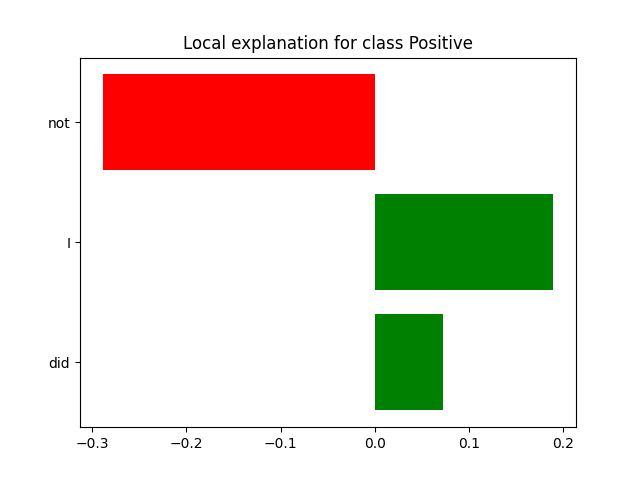 Local explanation for class Positive
not
I
did
−0.3 −0.2 −0.1 0.0 0.1 0.2